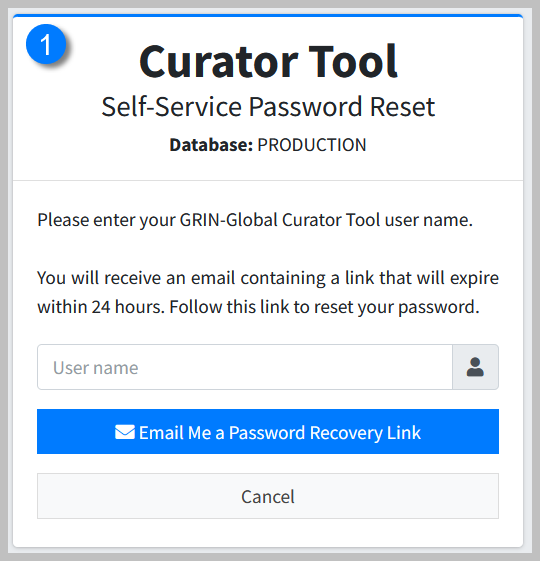 1
Curator Tool
Self-Service Password Reset
Database: PRODUCTION
Please enter your GRIN-Global Curator Tool user name.
You will receive an email containing a link that will expire
within 24 hours. Follow this link to reset your password.
User name
Email Me a Password Recovery Link
Cancel